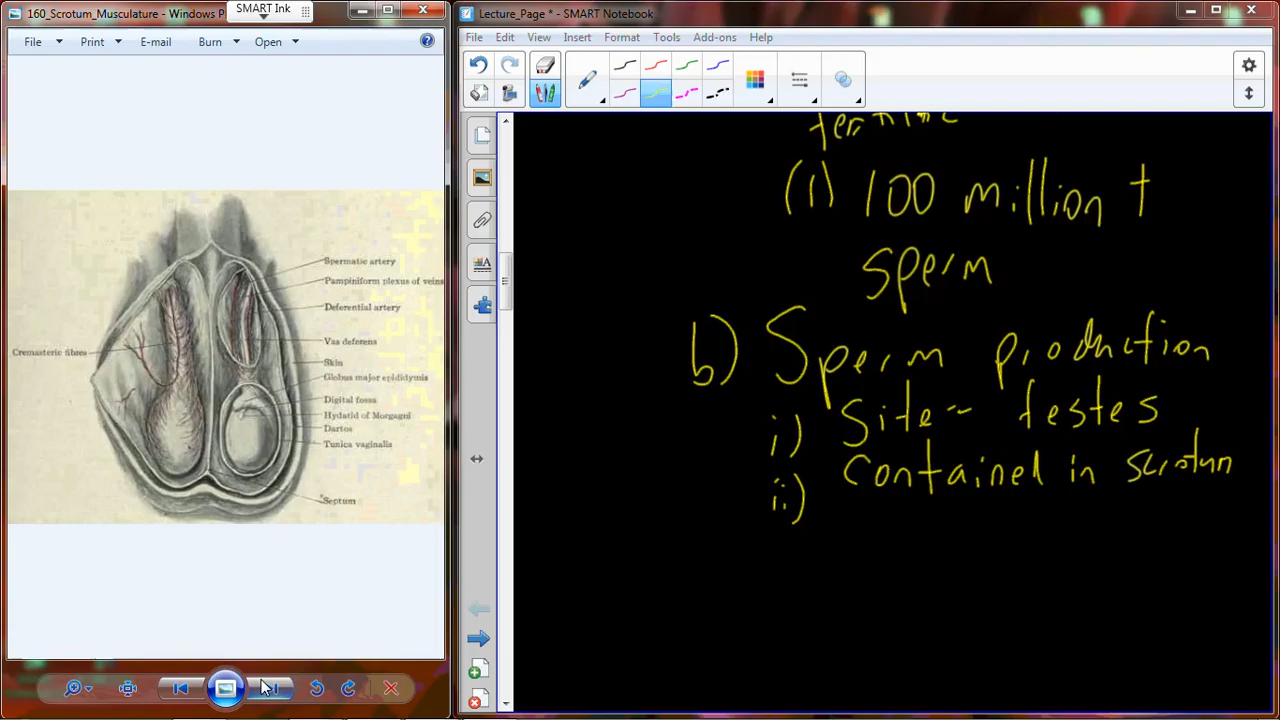 160_Scrotum_Musculature - Windows P
SMART Ink
File Print E-mail Burn Open
Spermatic artery
Pampiniform plexus of veins
Deferential artery
Vas deferens
Cremasteric fibres
Skin
Globus major epididymis
Digital fossa
Hydatid of Morgagni
Dartos
Tunica vaginalis
Septum
Lecture_Page * - SMART Notebook
File Edit View Insert Format Tools Add-ons Help
(1) 100 million +
sperm
b) Sperm production
i) Site - testes
ii) contained in scrotum